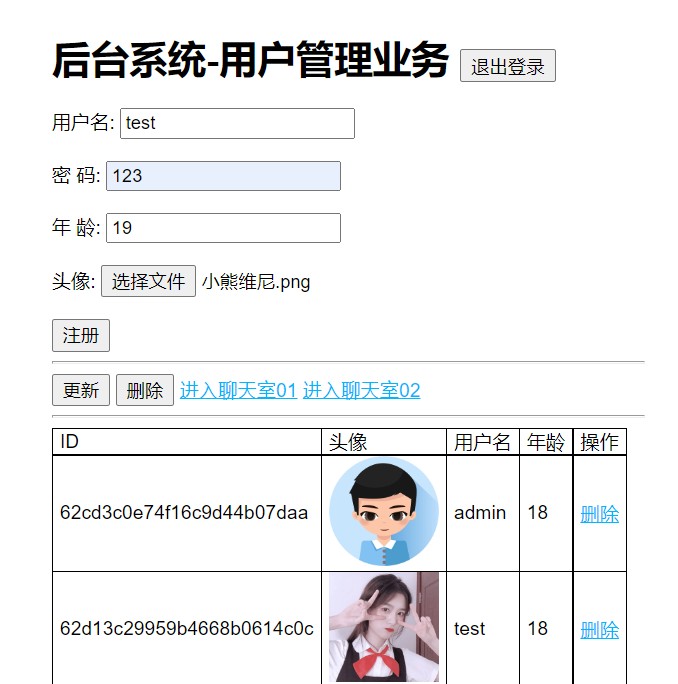 后台系统-用户管理业务 退出登录
用户名: test
密 码: 123
年 龄: 19
头像: 选择文件 小熊维尼.png
注册
更新 删除 进入聊天室01 进入聊天室02
ID 头像 用户名 年龄 操作
62cd3c0e74f16c9d44b07daa admin 18 删除
62d13c29959b4668b0614c0c test 18 删除